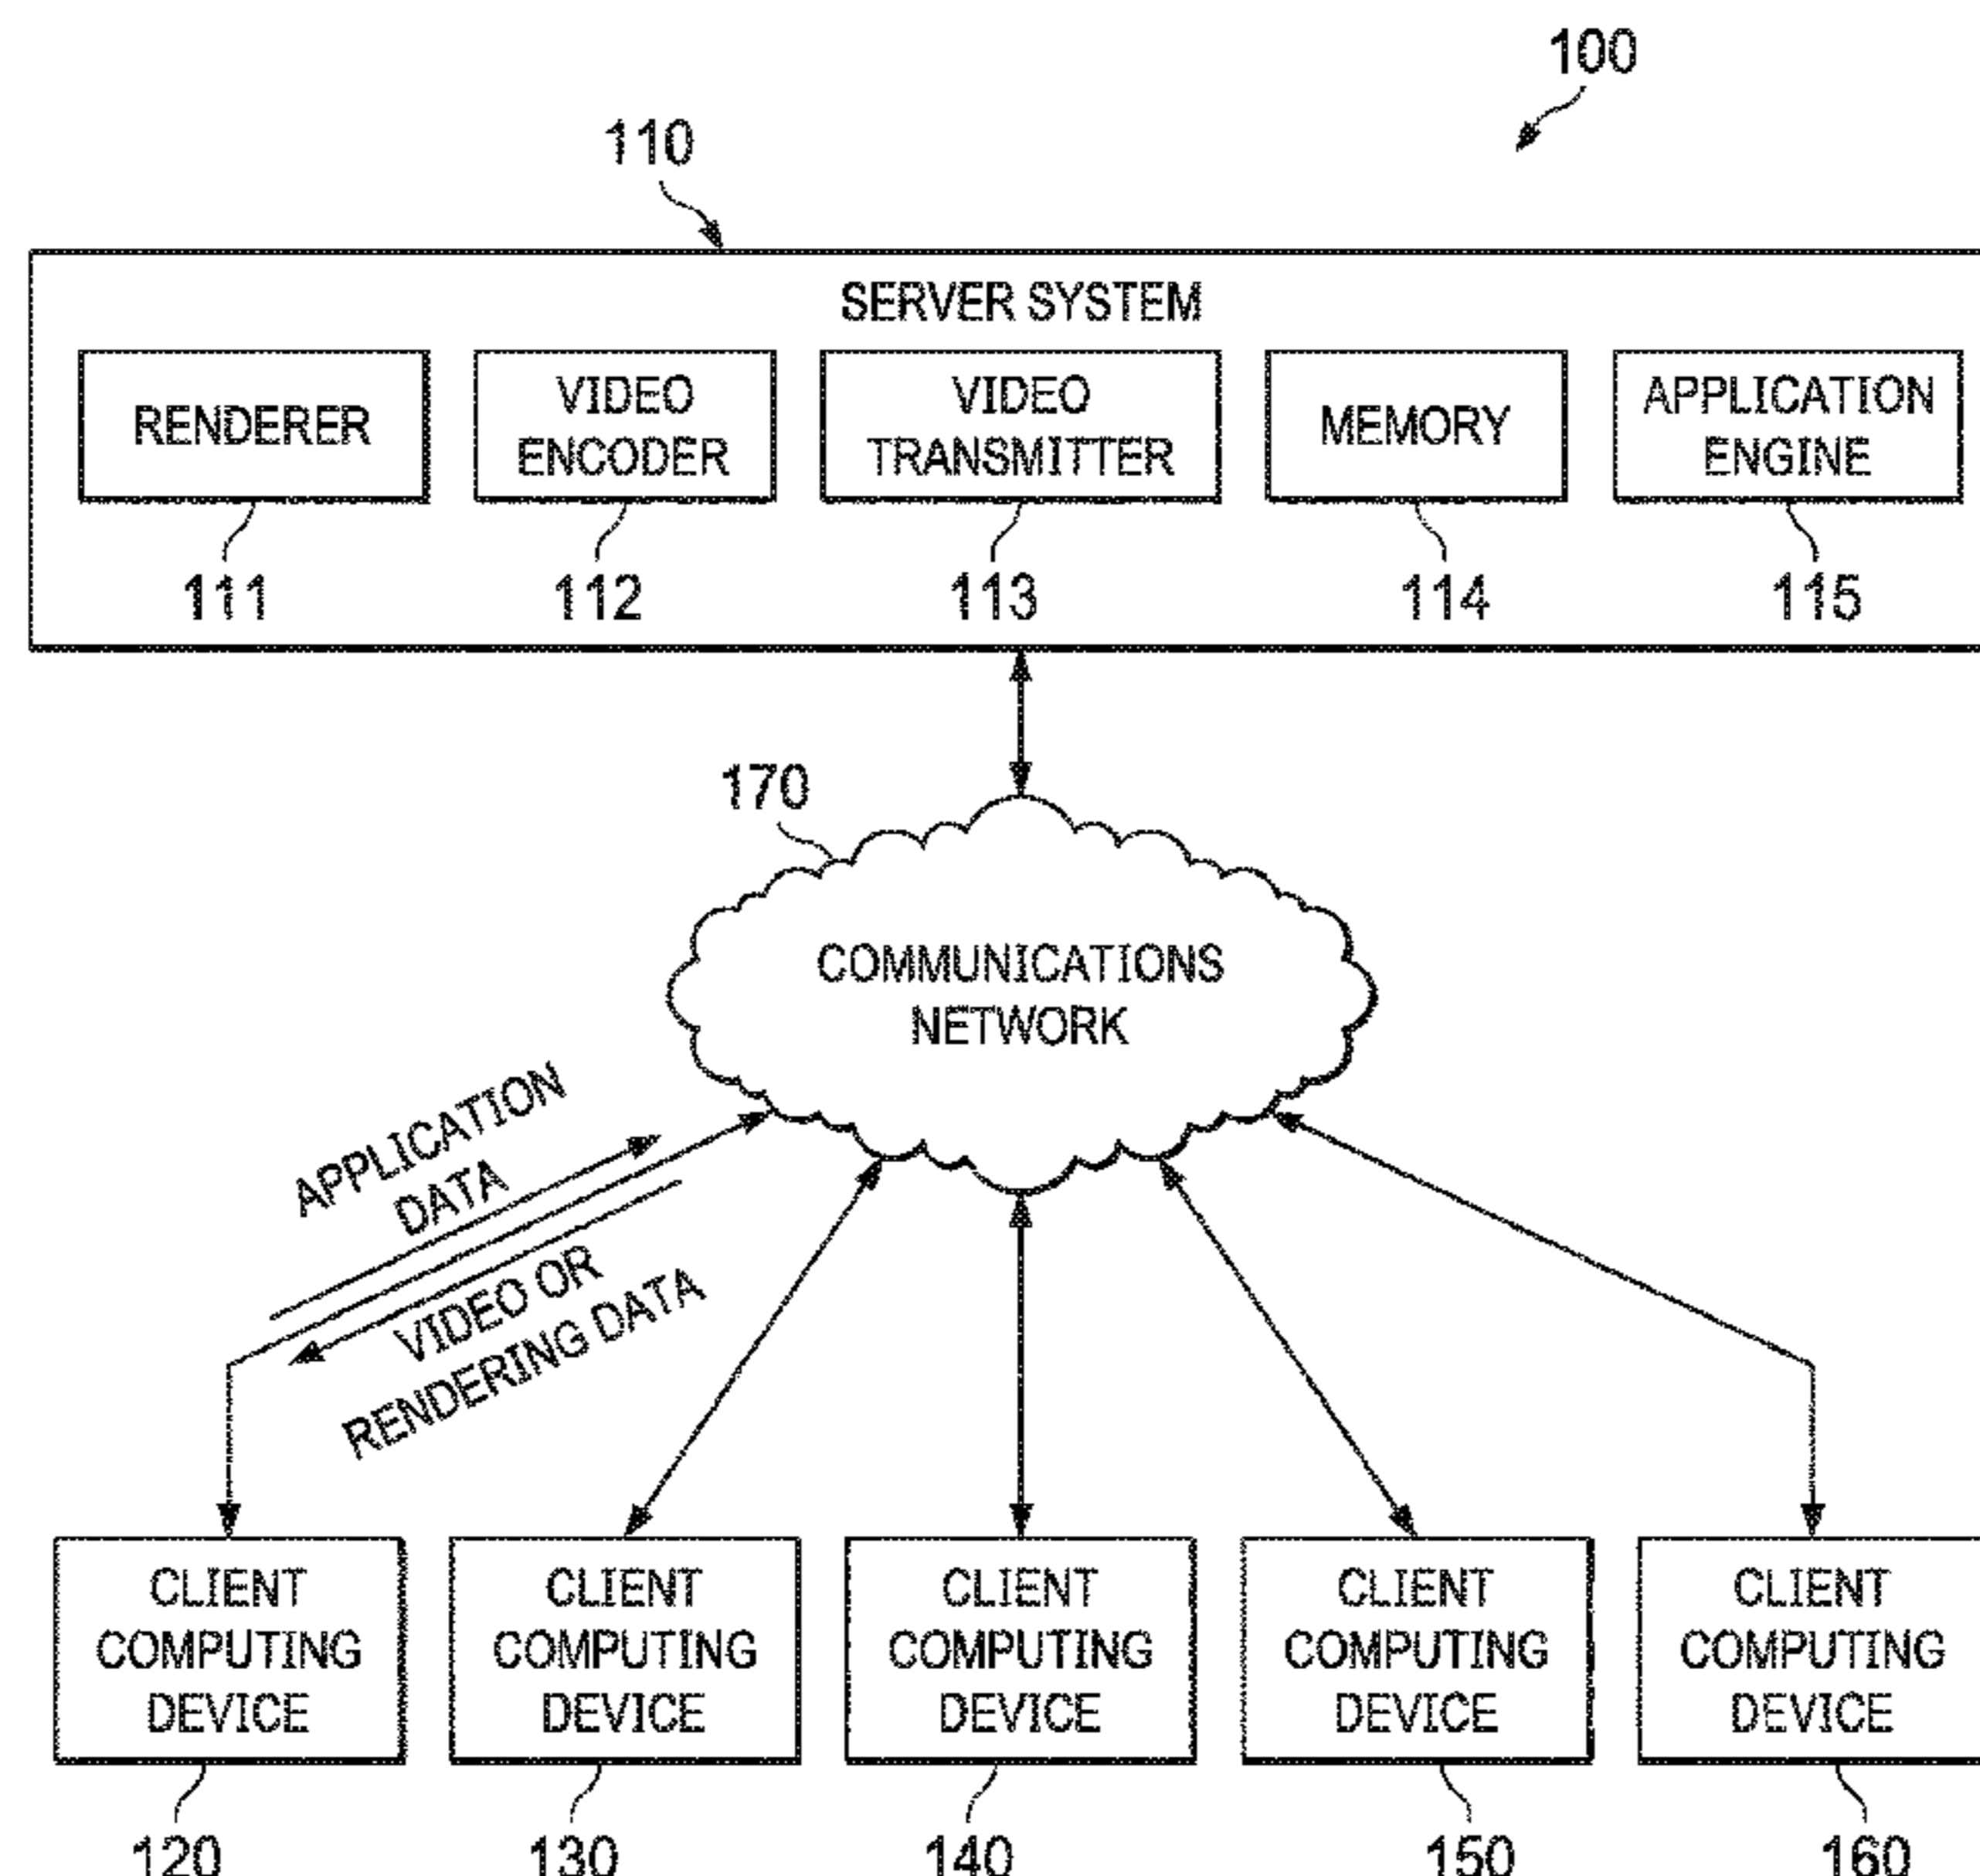 100
110
SERVER SYSTEM
RENDERER
VIDEO
ENCODER
VIDEO
TRANSMITTER
MEMORY
APPLICATION
ENGINE
111
112
113
114
115
170
COMMUNICATIONS
NETWORK
APPLICATION
DATA
VIDEO OR
RENDERING DATA
CLIENT
COMPUTING
DEVICE
CLIENT
COMPUTING
DEVICE
CLIENT
COMPUTING
DEVICE
CLIENT
COMPUTING
DEVICE
CLIENT
COMPUTING
DEVICE
120
130
140
150
160